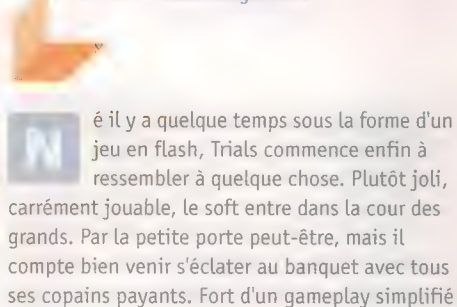 Né il y a quelque temps sous la forme d'un
jeu en flash, Trials commence enfin à
ressembler à quelque chose. Plutôt joli,
carrément jouable, le soft entre dans la cour des
grands. Par la petite porte peut-être, mais il
compte bien venir s'éclater au banquet avec tous
ses copains payants. Fort d'un gameplay simplifié